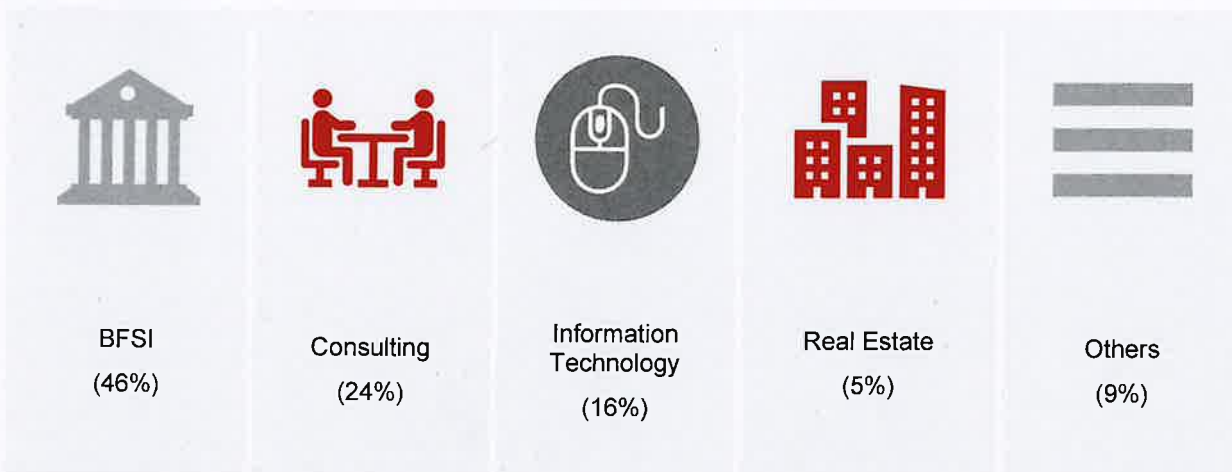 BFSI
(46%)
Consulting
(24%)
Information
Technology
(16%)
Real Estate
(5%)
Others
(9%)